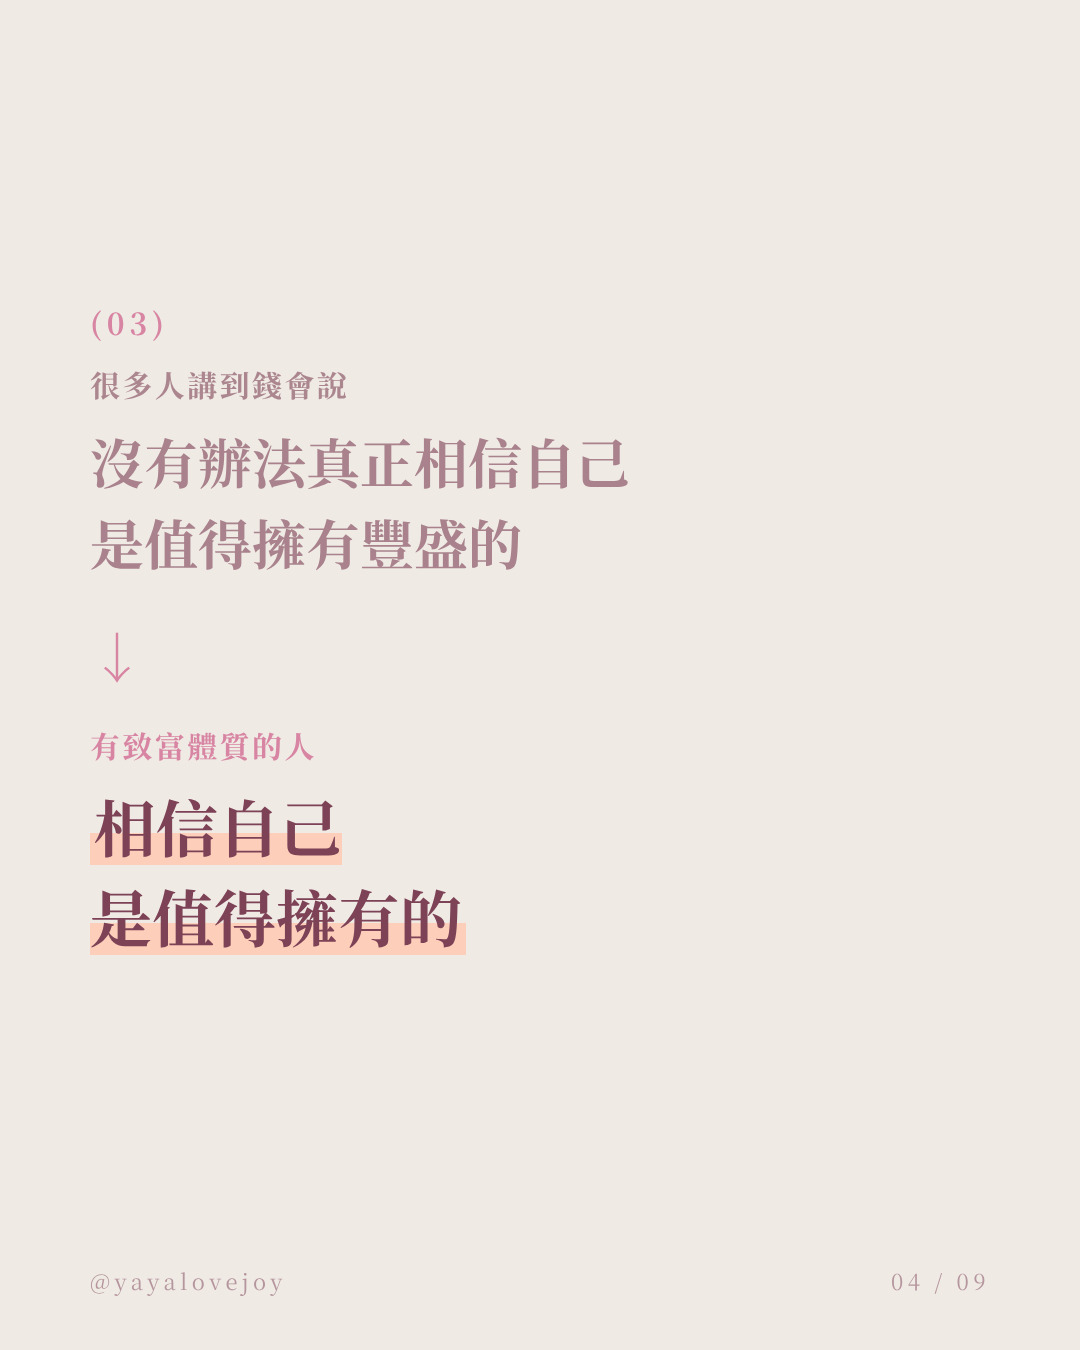 (03)
很多人講到錢會說
沒有辦法真正相信自己
是值得擁有豐盛的
↓
有致富體質的人
相信自己
是值得擁有的
@yayalovejoy
04 / 09